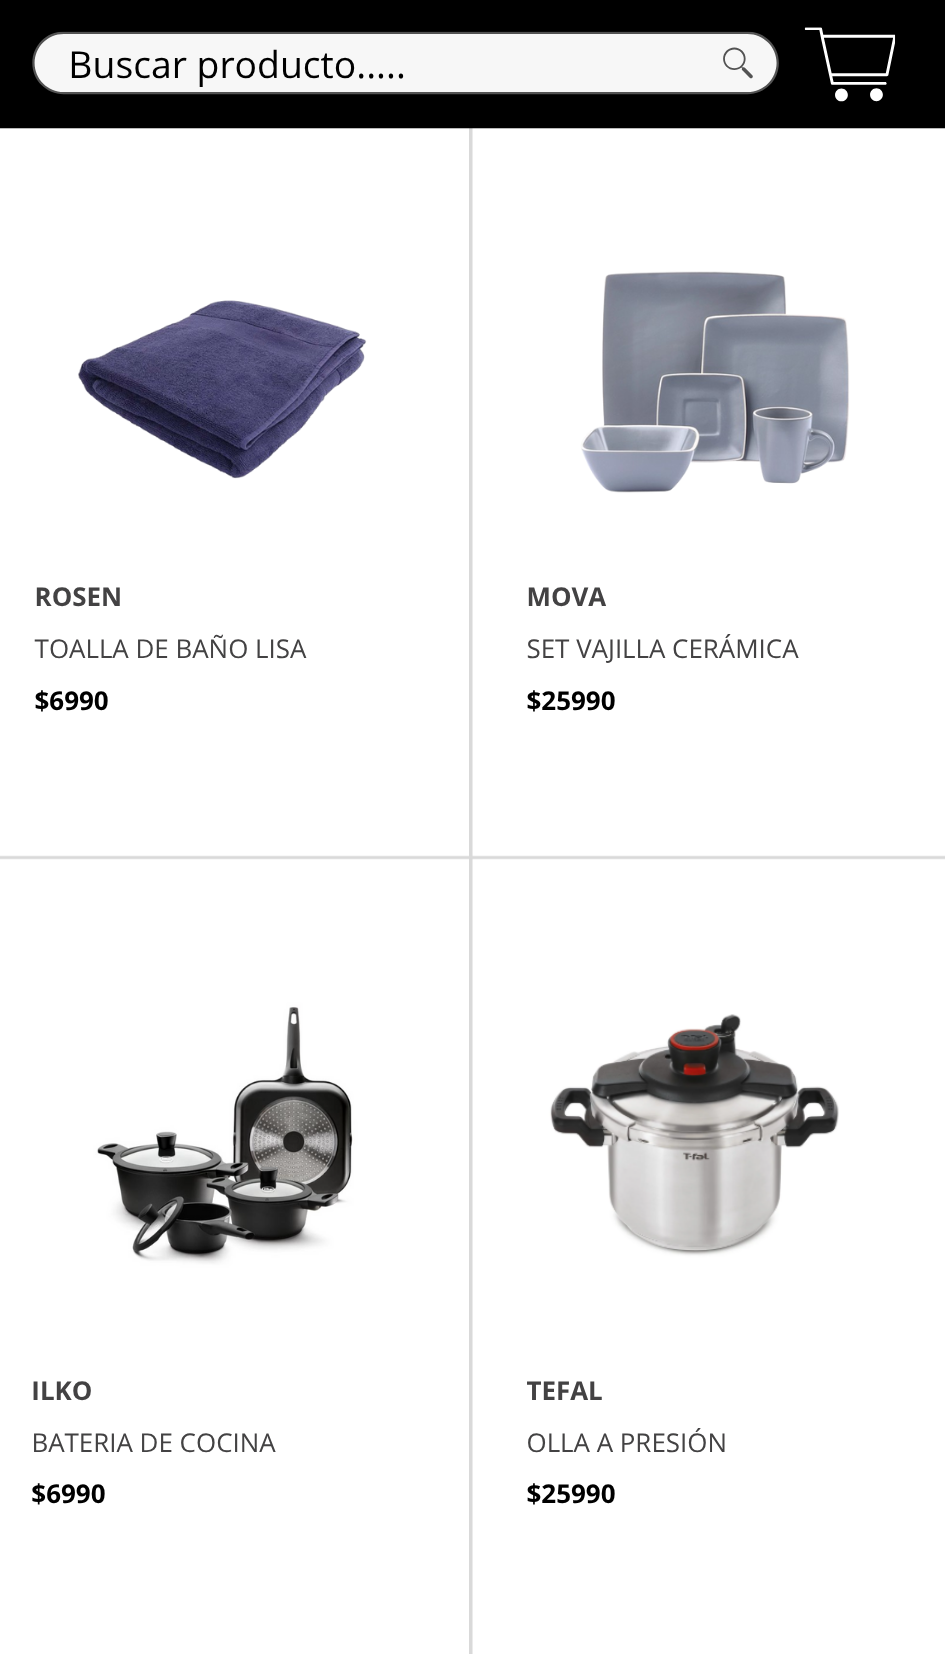 Buscar producto.....
ROSEN
TOALLA DE BAÑO LISA
$6990
MOVA
SET VAJILLA CERÁMICA
$25990
T-fal
ILKO
BATERIA DE COCINA
$6990
TEFAL
OLLA A PRESIÓN
$25990